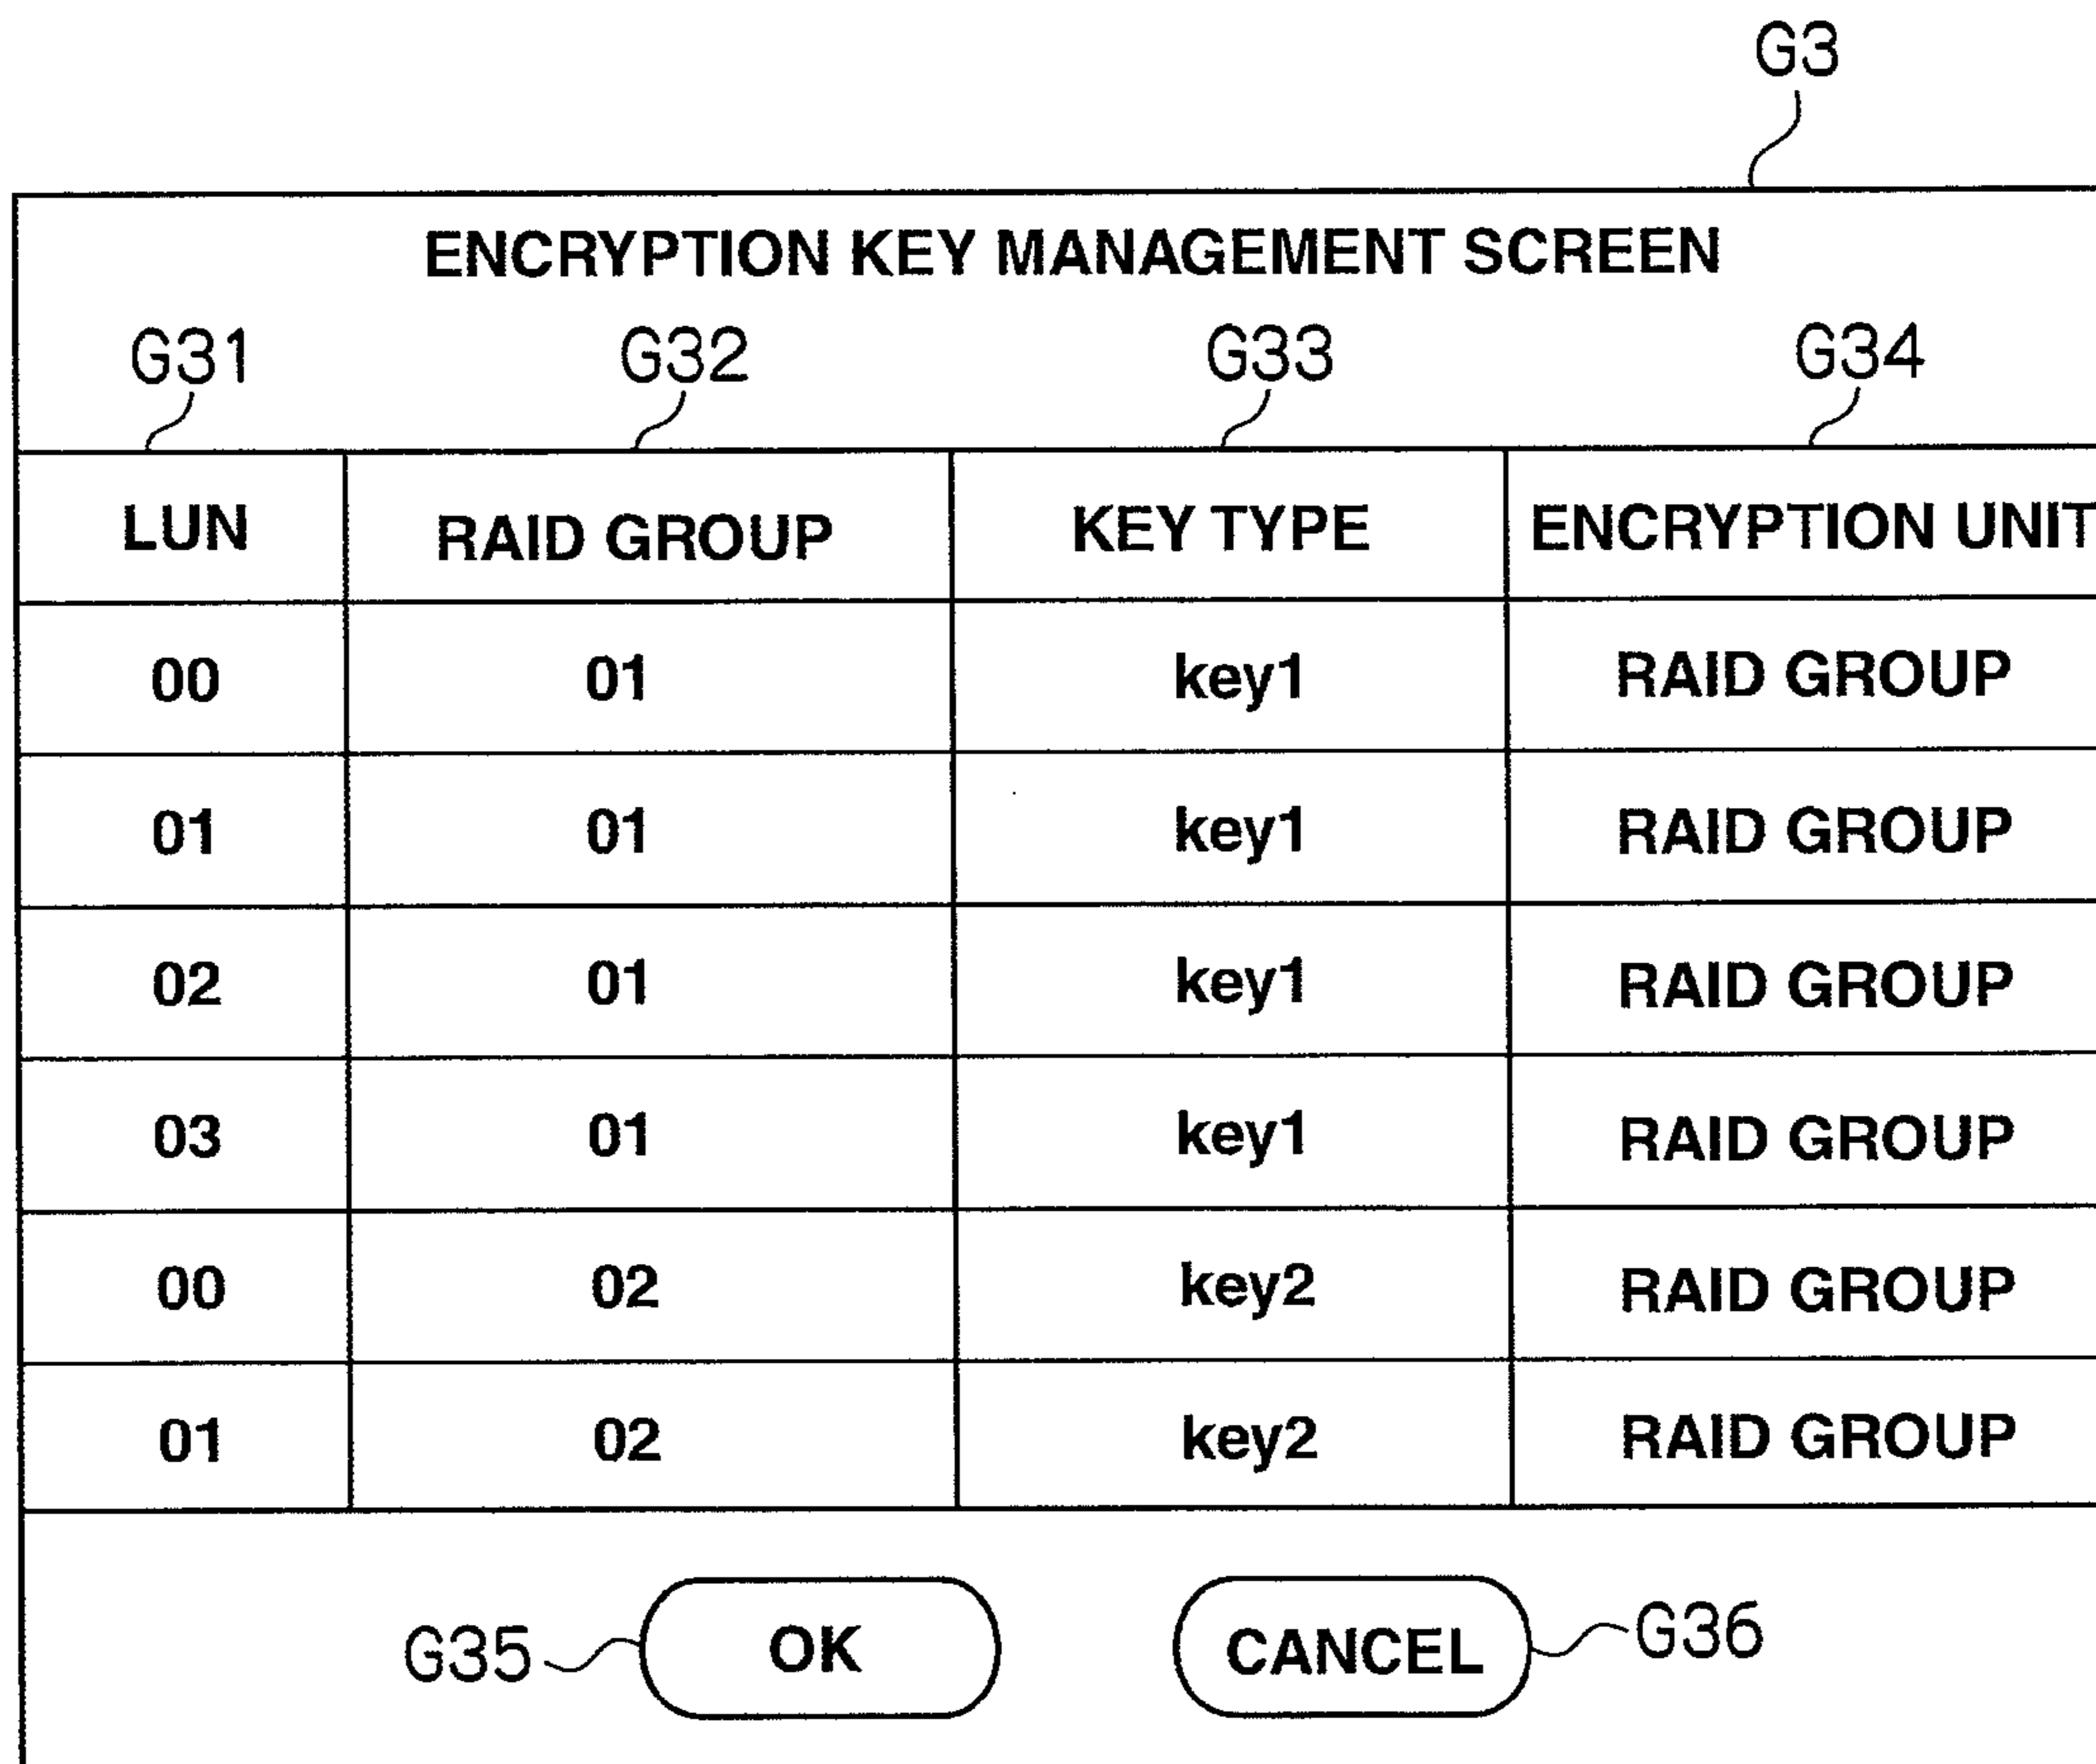 G3
ENCRYPTION KEY MANAGEMENT SCREEN
G31 G32 G33 G34
LUN RAID GROUP KEY TYPE ENCRYPTION UNIT
00 01 key1 RAID GROUP
01 01 key1 RAID GROUP
02 01 key1 RAID GROUP
03 01 key1 RAID GROUP
00 02 key2 RAID GROUP
01 02 key2 RAID GROUP
G35 OK CANCEL G36